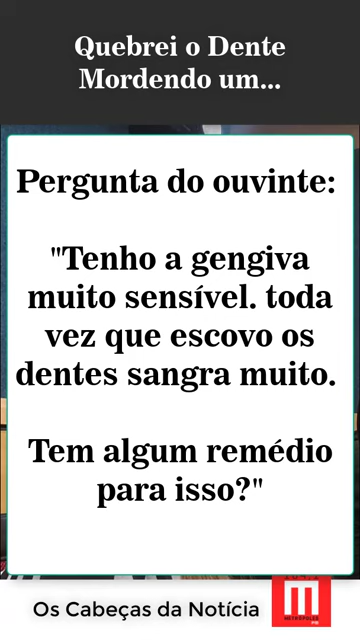 Quebrei o Dente
Mordendo um...
Pergunta do ouvinte:
"Tenho a gengiva
muito sensível. toda
vez que escovo os
dentes sangra muito.
Tem algum remédio
para isso?"
Os Cabeças da Notícia
M
METRÓPOLES